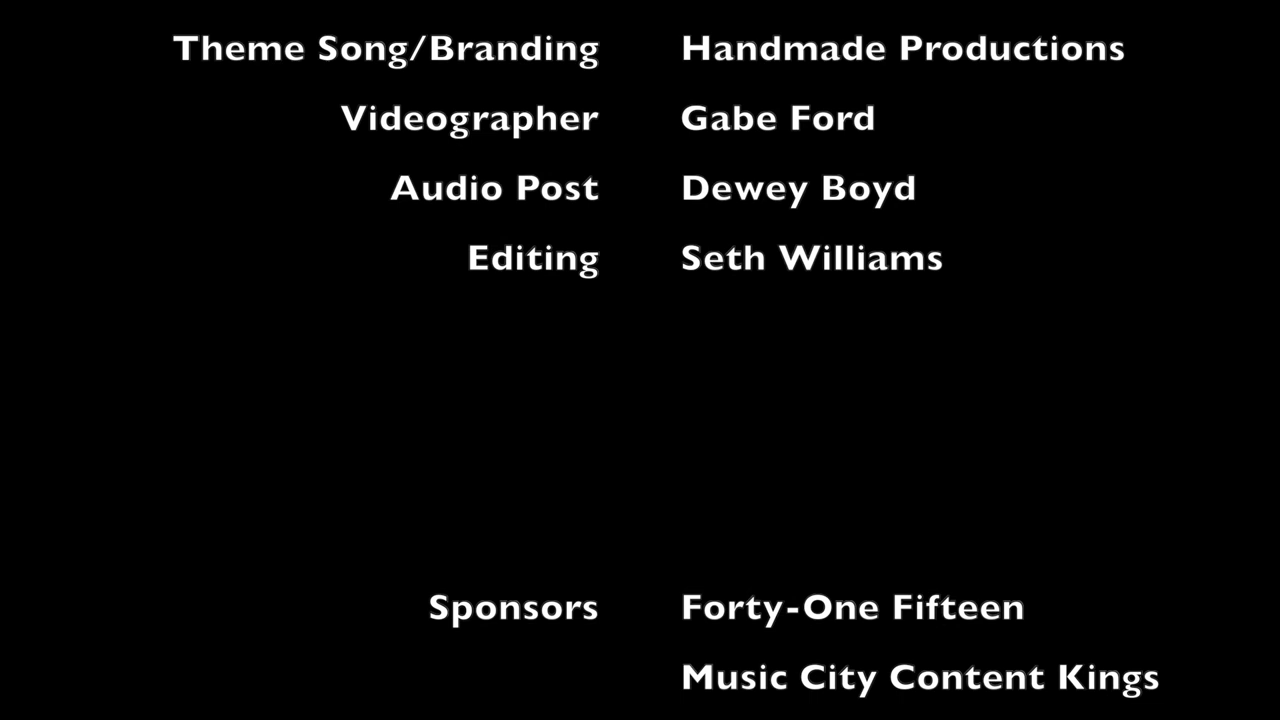 Theme Song/Branding Handmade Productions
Videographer Gabe Ford
Audio Post Dewey Boyd
Editing Seth Williams
Sponsors Forty-One Fifteen
Music City Content Kings